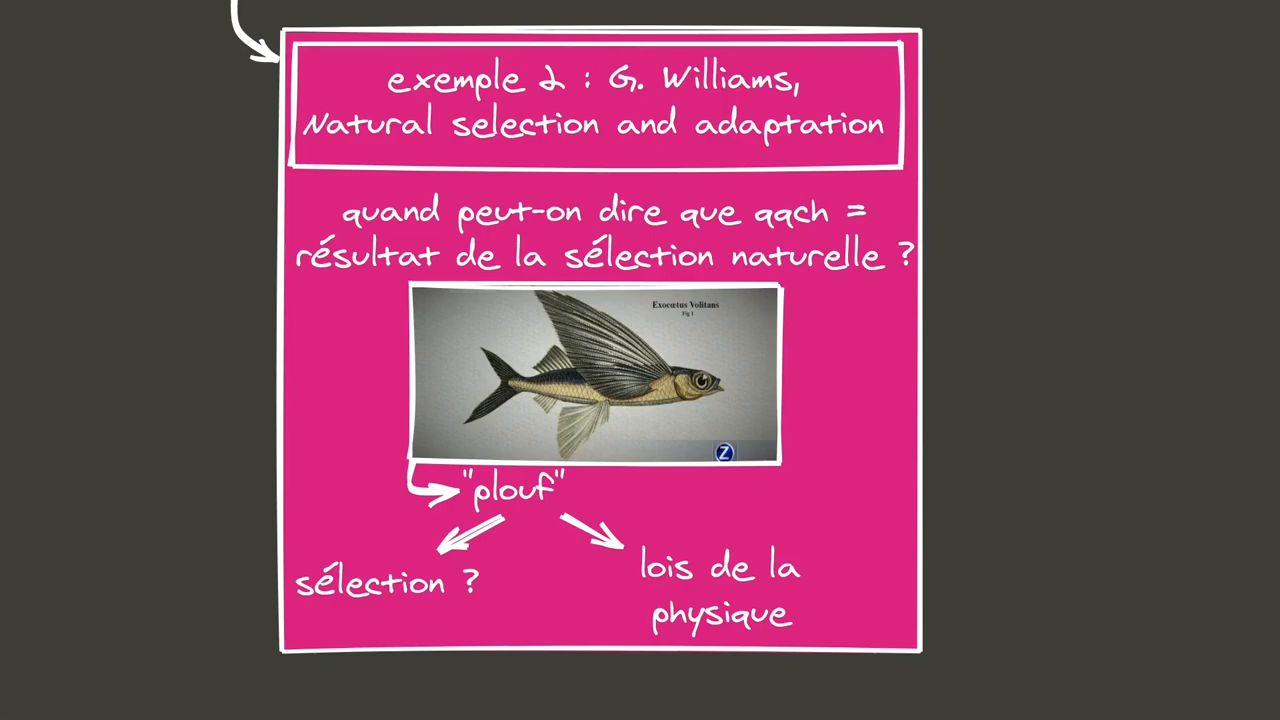 exemple 2 : G. Williams,
Natural selection and adaptation
quand peut-on dire que qqch =
résultat de la sélection naturelle ?
Exocœtus Volitans
Fig 1
Z
"plouf"
sélection ?
lois de la
physique